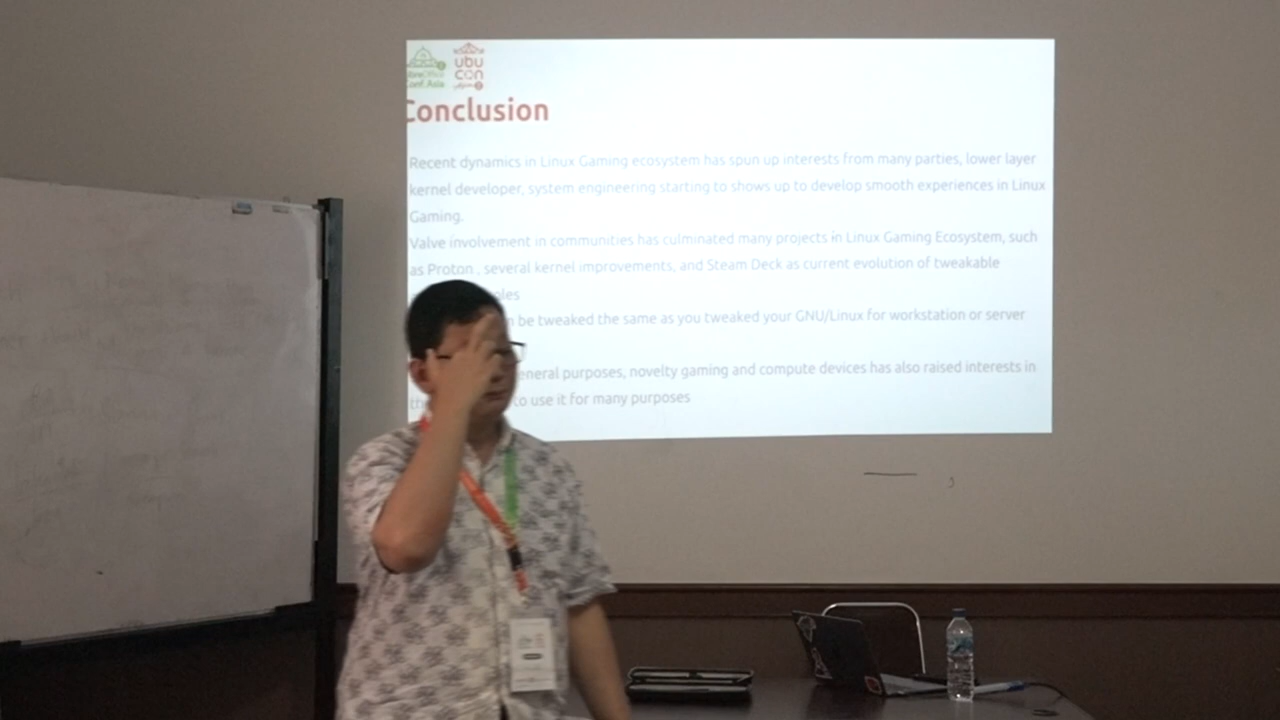 ubu
con
Conf. Asia
Conclusion
Recent dynamics in Linux Gaming ecosystem has spun up interests from many parties, lower layer
kernel developer, system engineering starting to shows up to develop smooth experiences in Linux
Gaming.
Valve involvement in communities has culminated many projects in Linux Gaming Ecosystem, such
as Proton , several kernel improvements, and Steam Deck as current evolution of tweakable
be tweaked the same as you tweaked your GNU/Linux for workstation or server
purposes, novelty gaming and compute devices has also raised interests in
to use it for many purposes